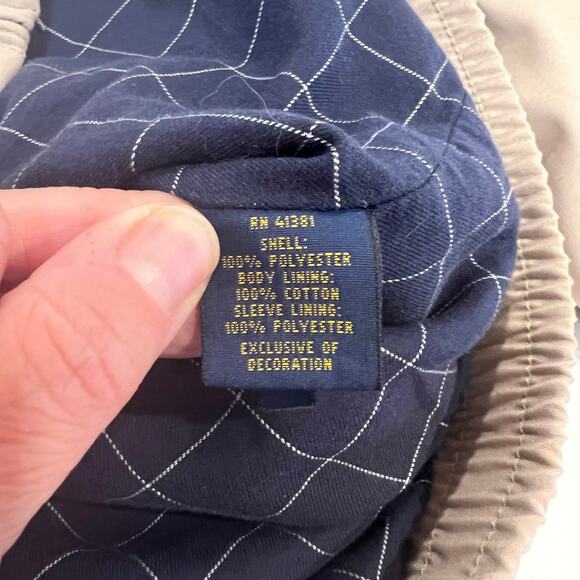 RN 41381
SHELL:
100% POLYESTER
BODY LINING:
100% COTTON
SLEEVE LINING:
100% POLYESTER
EXCLUSIVE OF
DECORATION